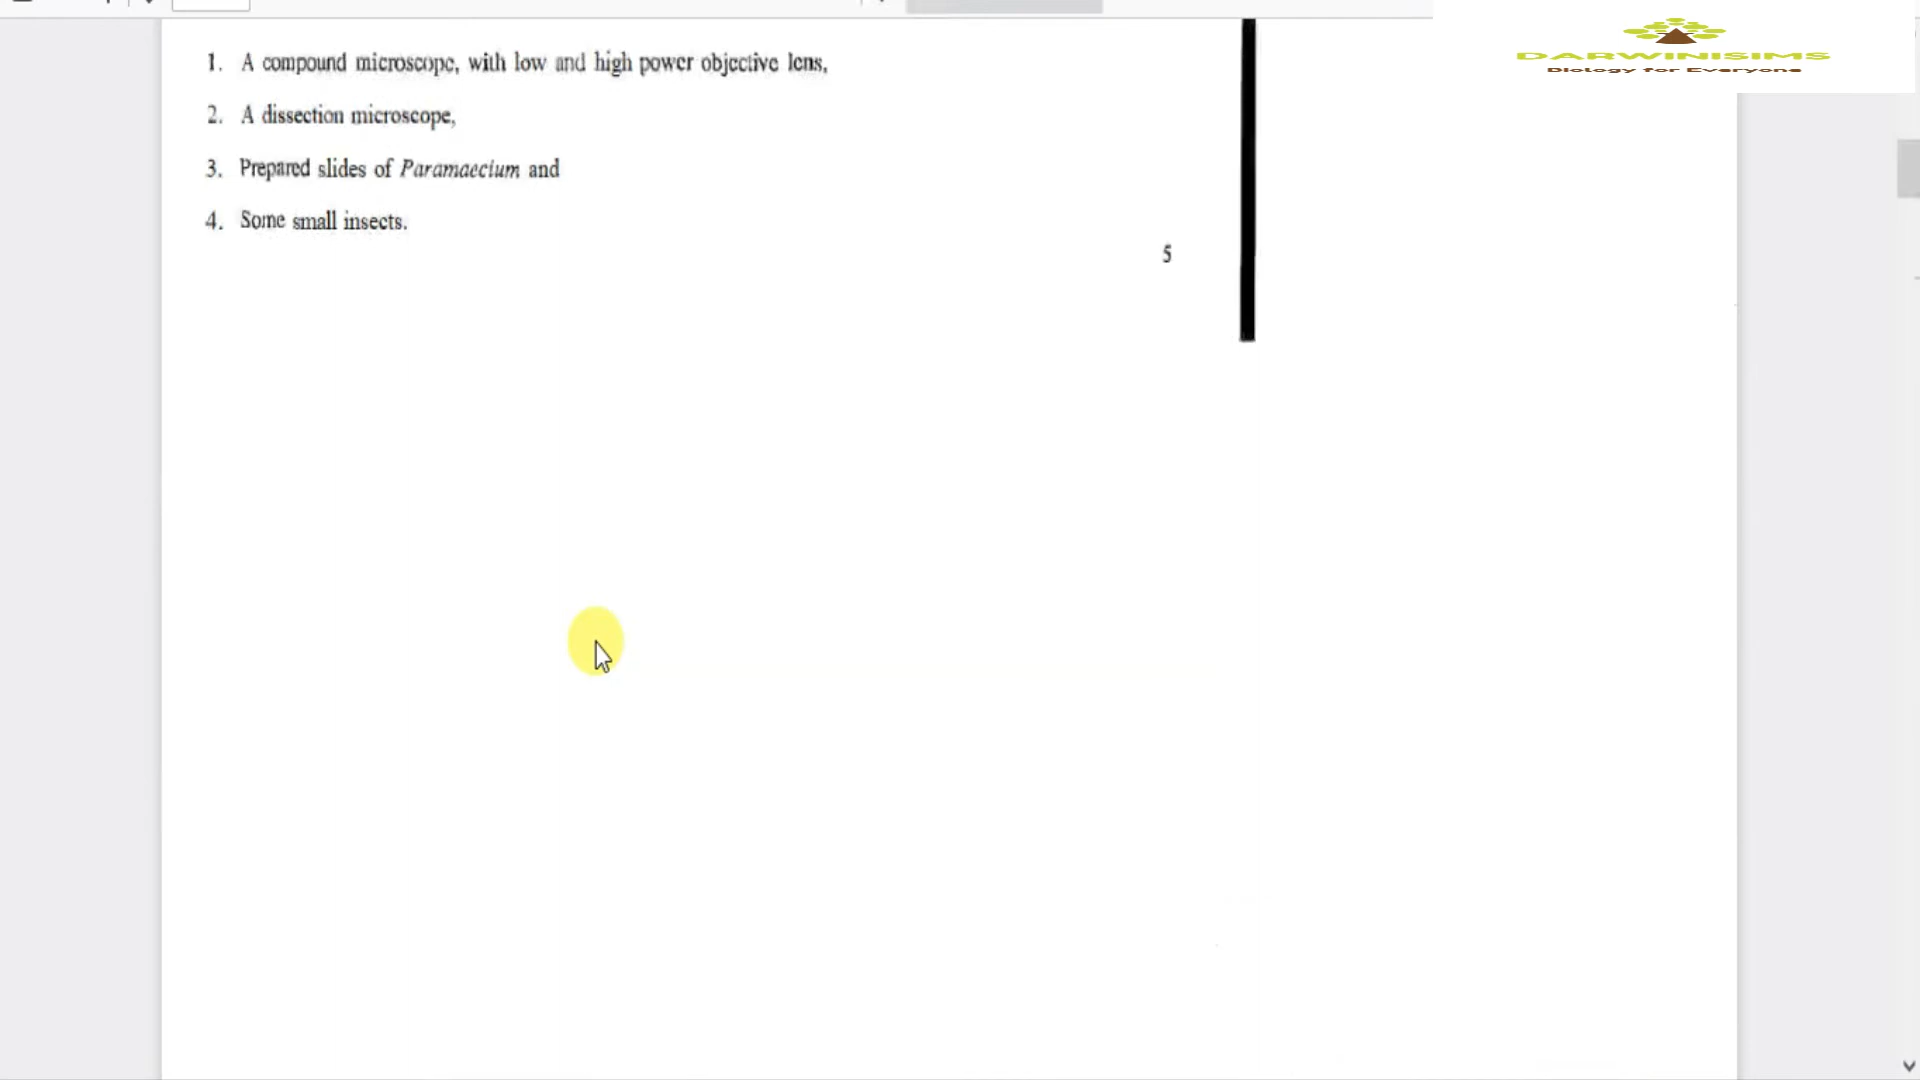 DARWINISIMS
Biology for Everyone
1. A compound microscope, with low and high power objective lens,
2. A dissection microscope,
3. Prepared slides of Paramaecium and
4. Some small insects.
5